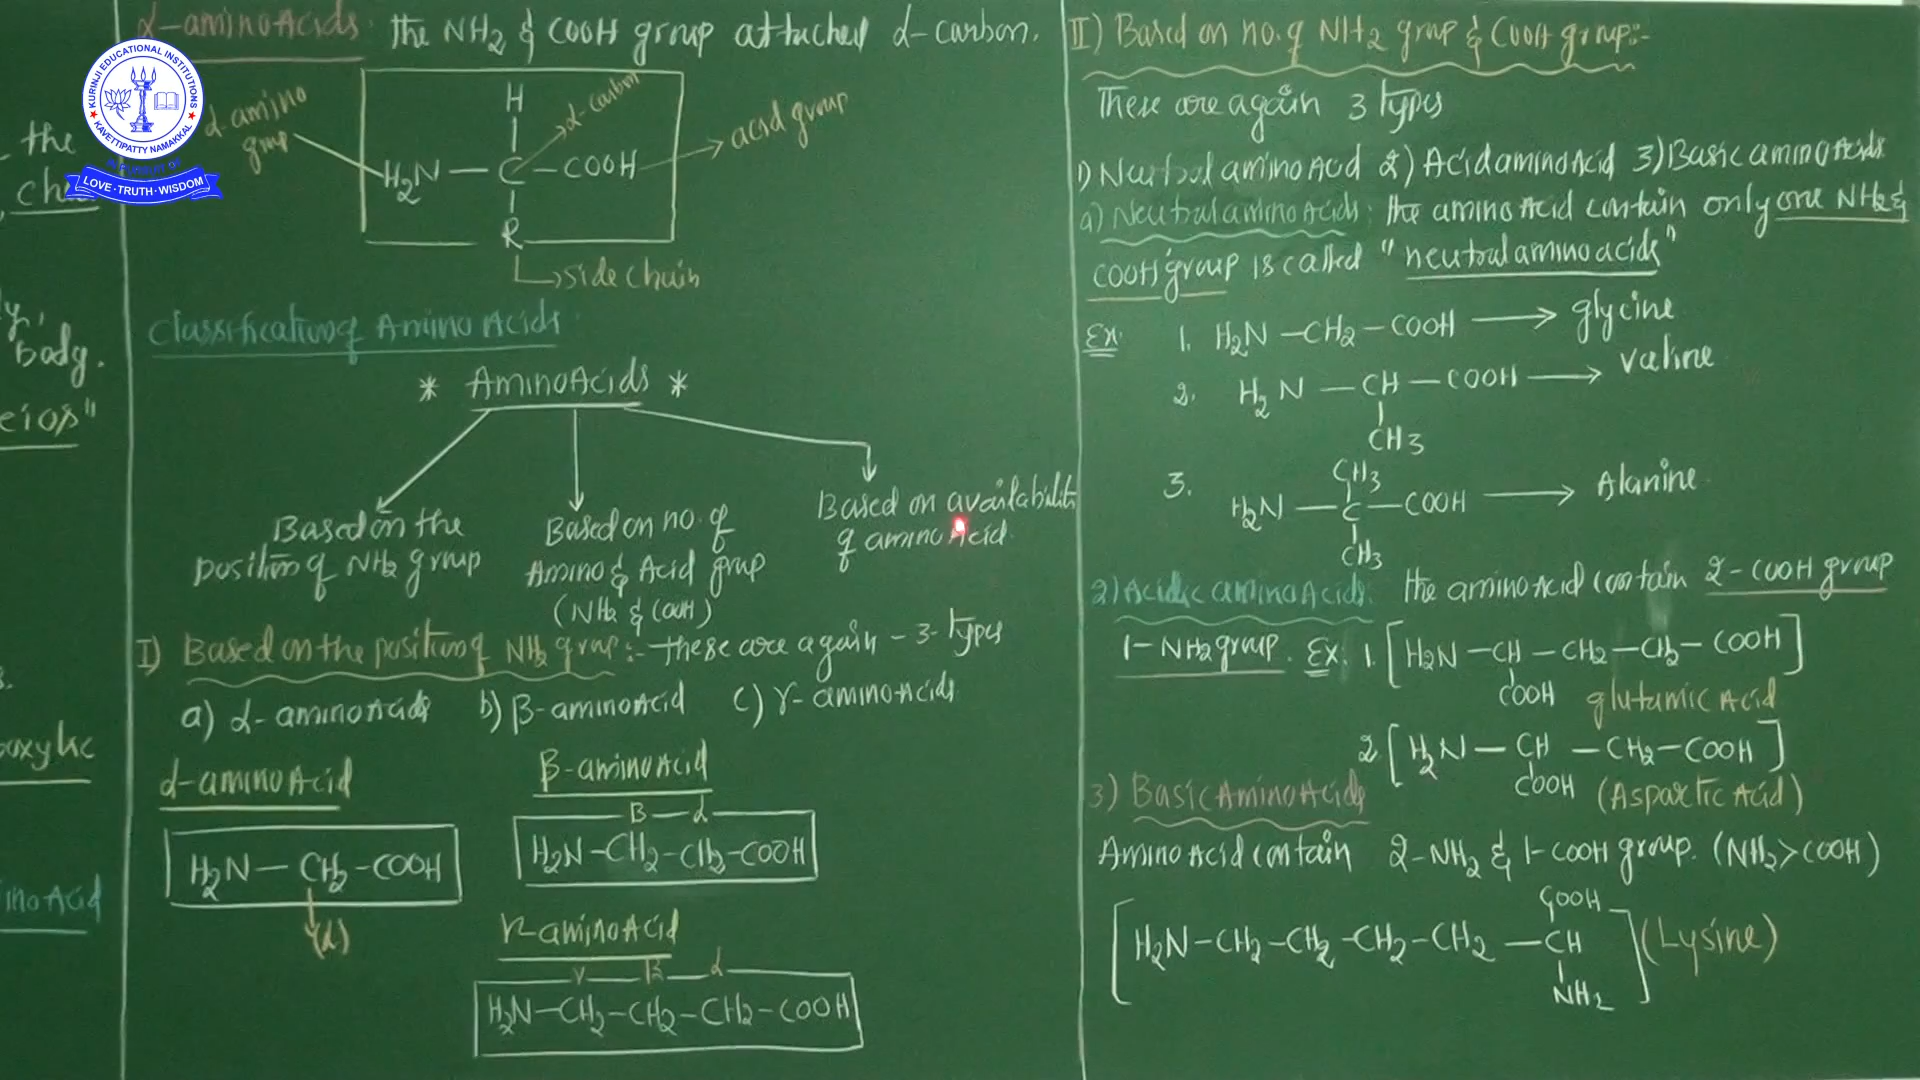 the
ch
y,
body.
eios"
s.
oxylic
ino Acid
KURINJI EDUCATIONAL INSTITUTIONS
KAVETTIPATTY NAMAKKAL
LOVE·TRUTH·WISDOM
α-aminoAcids: the NH2 & COOH group attached α-carbon.
α-amino
group
H
α-carbon
acid group
H2N — C — COOH
R
side chain
Classification of Amino Acids:
* AminoAcids *
Based on the
position of NH2 group
Based on no. of
Amino & Acid group
(NH2 & COOH)
Based on availability
of amino Acid.
I) Based on the position of NH2 group:- these are again - 3 - types
a) α-aminoacids b) β-aminoAcid c) γ-aminoAcids
α-aminoAcid
H2N — CH2 - COOH
(α)
β-aminoAcid
β — α
H2N - CH2 - CH2 - COOH
γ-aminoAcid
γ — β — α
H2N — CH2 - CH2 - CH2 - COOH
II) Based on no. of NH2 group & COOH group:-
These are again 3 types
1) Neutral amino Acid 2) Acid aminoAcid 3) Basic aminoAcids
a) Neutral aminoAcids: the amino Acid contain only one NH2 &
COOH group is called "neutral aminoacids"
Ex: 1. H2N — CH2 — COOH → glycine
2. H2N — CH — COOH → valine
CH3
CH3
3. H2N — C — COOH → Alanine
CH3
2) Acidic aminoAcids: the aminoAcid contain 2-COOH group
1-NH2 group. Ex. 1. [H2N — CH — CH2 — CH2 — COOH]
COOH glutamic Acid
2 [H2N — CH — CH2 — COOH]
COOH (Aspartic Acid)
3) Basic AminoAcids
Amino Acid contain 2-NH2 & 1-COOH group. (NH2 > COOH)
COOH
[H2N - CH2 - CH2 - CH2 - CH2 — CH] (Lysine)
NH2